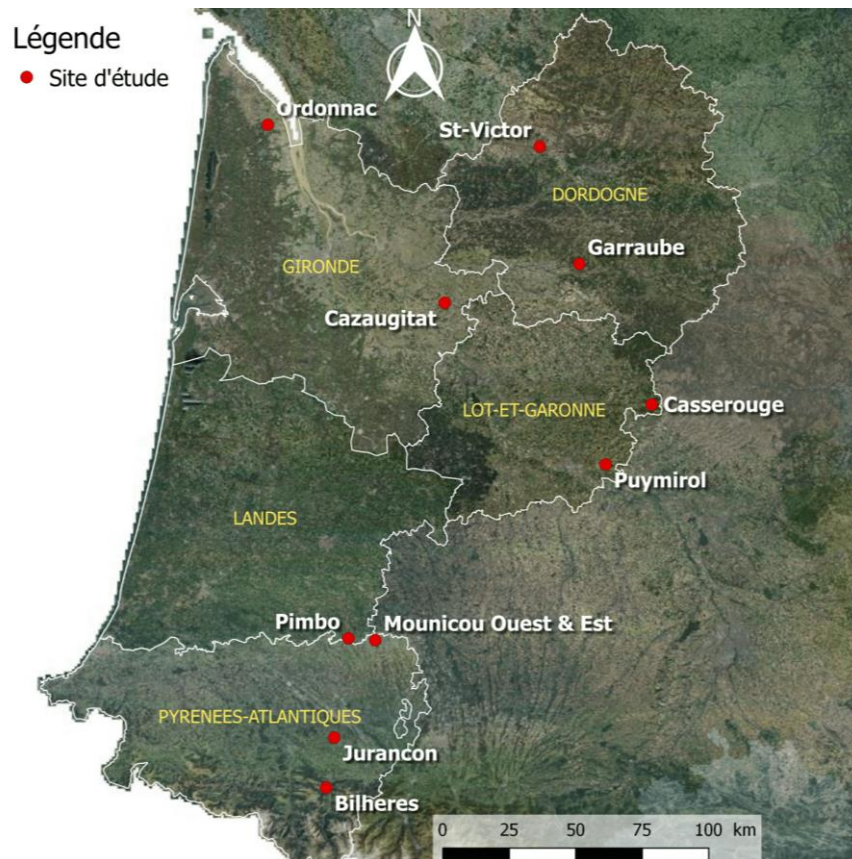 Légende
Site d'étude
N
Ordonnac
St-Victor
DORDOGNE
Garraube
GIRONDE
Cazaugitat
LOT-ET-GARONNE
Casserouge
Puymirol
LANDES
Pimbo
Mounicou Ouest & Est
PYRENEES-ATLANTIQUES
Jurancon
Bilheres
0 25 50 75 100 km